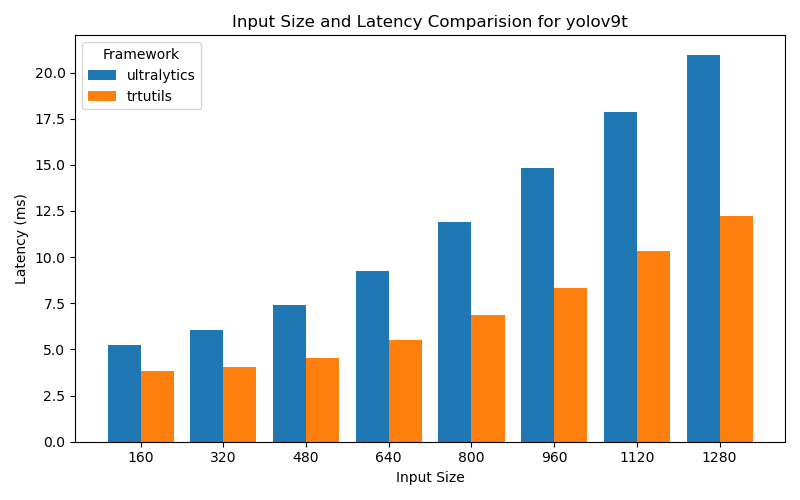 Input Size and Latency Comparision for yolov9t
Framework
ultralytics
trtutils
Latency (ms)
20.0
17.5
15.0
12.5
10.0
7.5
5.0
2.5
0.0
160 320 480 640 800 960 1120 1280
Input Size